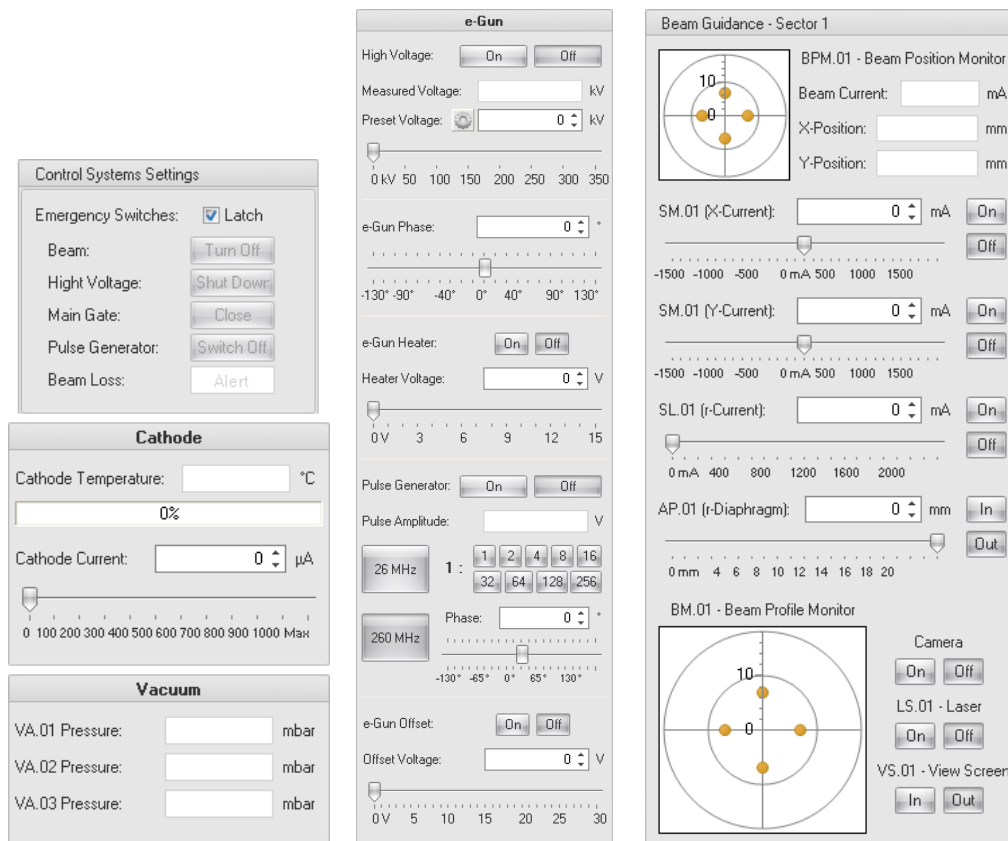 Control Systems Settings
Emergency Switches: Latch
Beam: Turn Off
Hight Voltage: Shut Down
Main Gate: Close
Pulse Generator: Switch Off
Beam Loss: Alert
Cathode
Cathode Temperature: °C
0%
Cathode Current: 0 µA
0 100 200 300 400 500 600 700 800 900 1000 Max
Vacuum
VA.01 Pressure: mbar
VA.02 Pressure: mbar
VA.03 Pressure: mbar
e-Gun
High Voltage: On Off
Measured Voltage: kV
Preset Voltage: 0 kV
0 kV 50 100 150 200 250 300 350
e-Gun Phase: 0 °
-130° -90° -40° 0° 40° 90° 130°
e-Gun Heater: On Off
Heater Voltage: 0 V
0 V 3 6 9 12 15
Pulse Generator: On Off
Pulse Amplitude: V
26 MHz 1 : 1 2 4 8 16
32 64 128 256
Phase: 0 °
260 MHz
-130° -65° 0° 65° 130°
e-Gun Offset: On Off
Offset Voltage: 0 V
0 V 5 10 15 20 25 30
Beam Guidance - Sector 1
BPM.01 - Beam Position Monitor
10
0
Beam Current: mA
X-Position: mm
Y-Position: mm
SM.01 (X-Current): 0 mA On
Off
-1500 -1000 -500 0 mA 500 1000 1500
SM.01 (Y-Current): 0 mA On
Off
-1500 -1000 -500 0 mA 500 1000 1500
SL.01 (r-Current): 0 mA On
Off
0 mA 400 800 1200 1600 2000
AP.01 (r-Diaphragm): 0 mm In
Out
0 mm 4 6 8 10 12 14 16 18 20
BM.01 - Beam Profile Monitor
10
0
Camera
On Off
LS.01 - Laser
On Off
VS.01 - View Screen
In Out